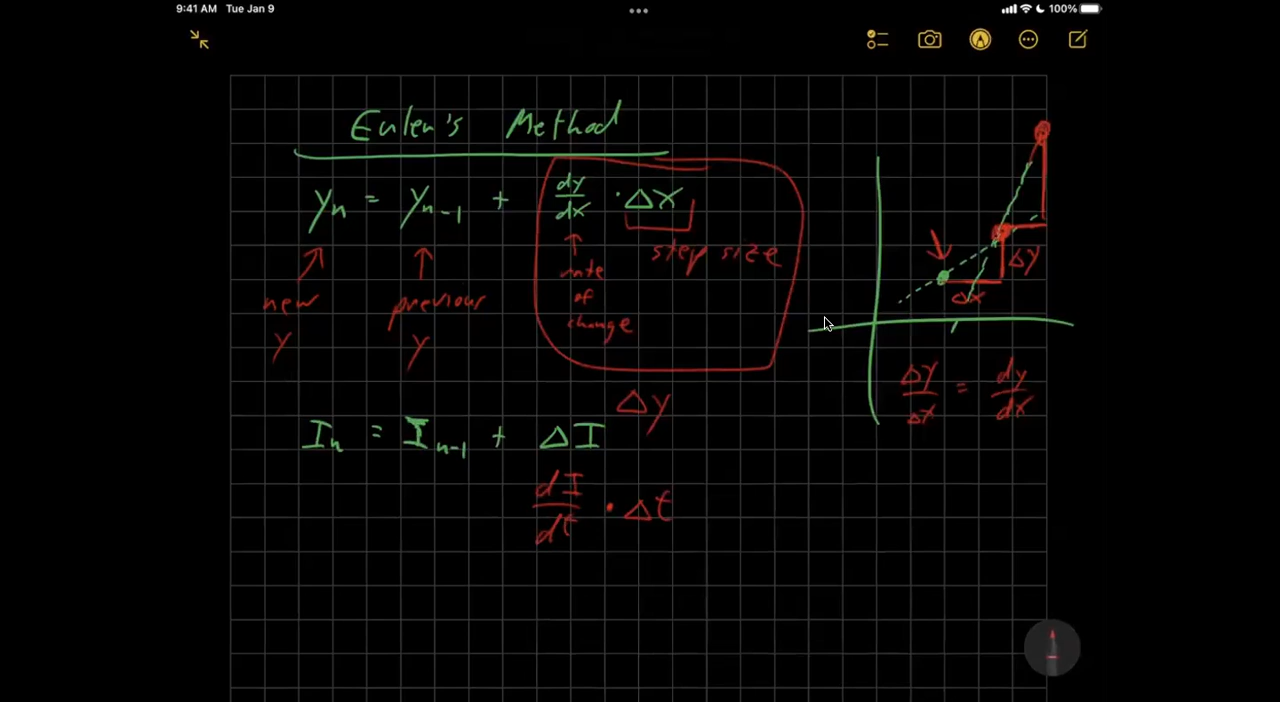 9:41 AM Tue Jan 9
100%
Euler's Method
yn = yn-1 + dy/dx · Δx
step size
rate
of
change
new
y
previous
y
Δy
Δx
Δy/Δx = dy/dx
Δy
In = In-1 + ΔI
dI/dt · Δt